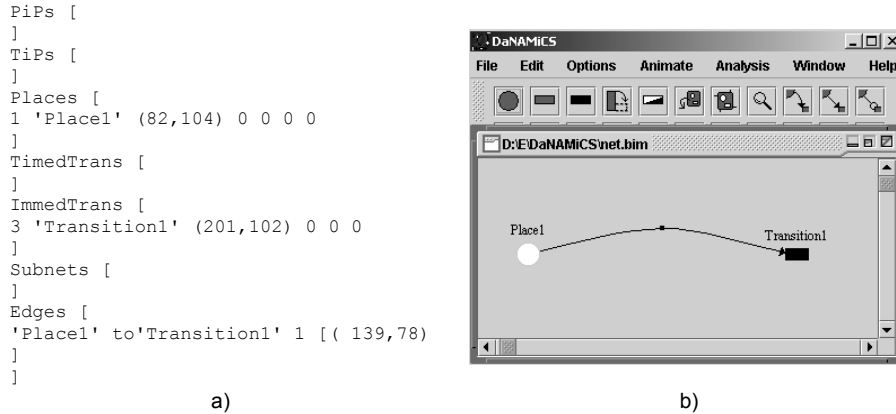 PiPs [
]
TiPs [
]
Places [
1 'Place1' (82,104) 0 0 0 0
]
TimedTrans [
]
ImmedTrans [
3 'Transition1' (201,102) 0 0 0
]
Subnets [
]
Edges [
'Place1' to'Transition1' 1 [( 139,78)
]
]
a)
DaNAMiCS
File Edit Options Animate Analysis Window Help
D:\E\DaNAMiCS\net.bim
Place1
Transition1
b)